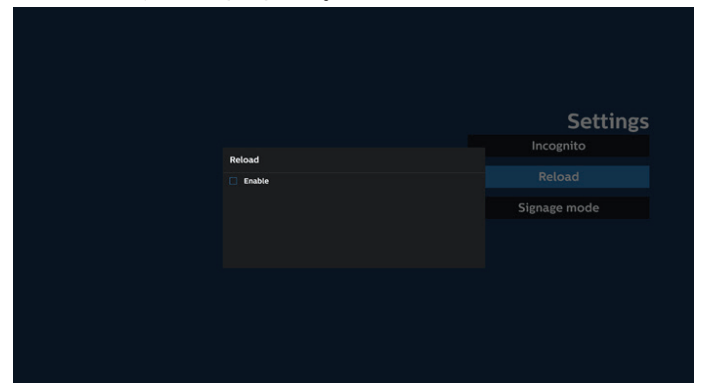 Settings
Incognito
Reload
Signage mode
Reload
Enable